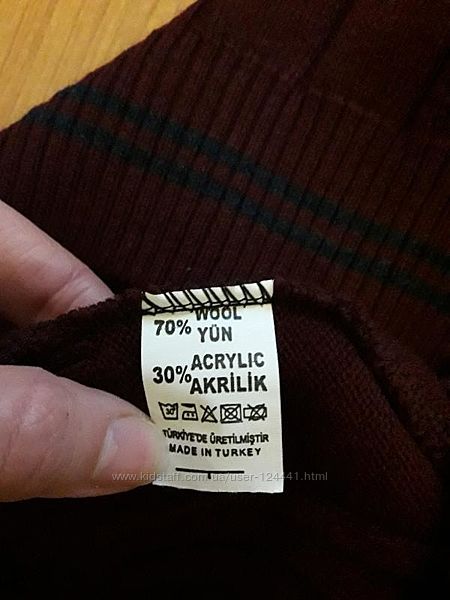 70% WOOL
YÜN
30% ACRYLIC
AKRİLİK
30
TÜRKİYE'DE ÜRETİLMİŞTİR
MADE IN TURKEY
www.kidstaff.com.ua/user-124441.html